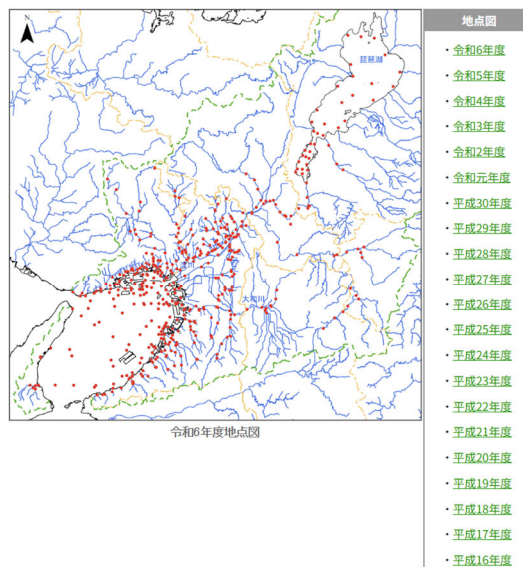 N
琵琶湖
大和川
令和6年度地点図
地点図
・令和6年度
・令和5年度
・令和4年度
・令和3年度
・令和2年度
・令和元年度
・平成30年度
・平成29年度
・平成28年度
・平成27年度
・平成26年度
・平成25年度
・平成24年度
・平成23年度
・平成22年度
・平成21年度
・平成20年度
・平成19年度
・平成18年度
・平成17年度
・平成16年度